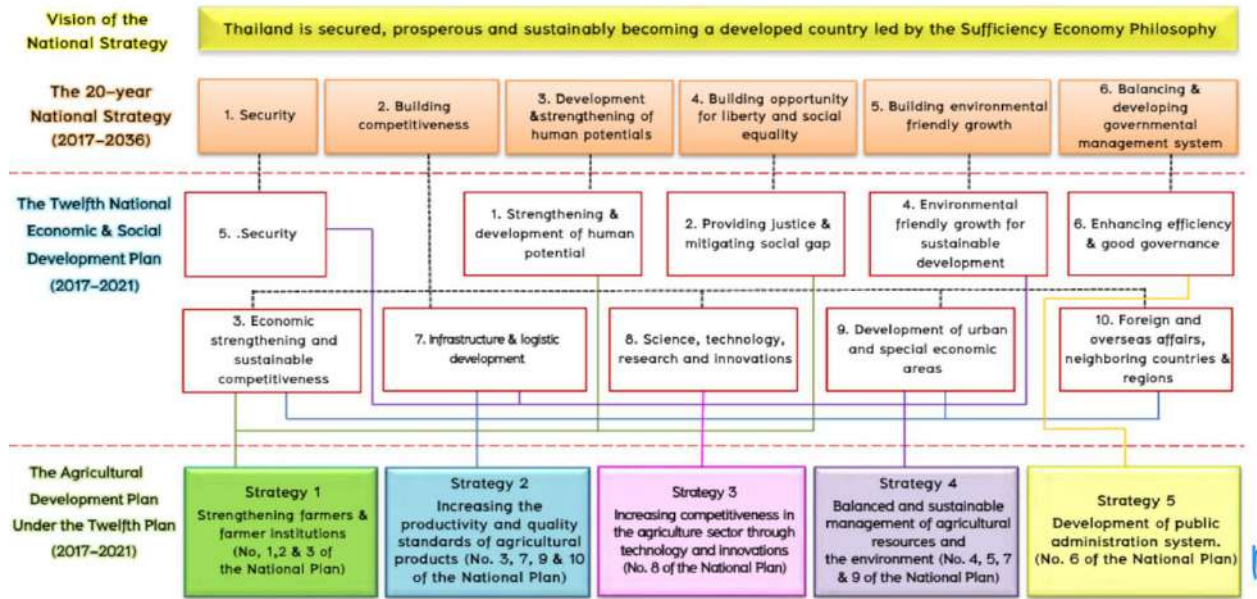 Vision of the
National Strategy
Thailand is secured, prosperous and sustainably becoming a developed country led by the Sufficiency Economy Philosophy
The 20-year
National Strategy
(2017-2036)
1. Security
2. Building
competitiveness
3. Development
&strengthening of
human potentials
4. Building opportunity
for liberty and social
equality
5. Building environmental
friendly growth
6. Balancing &
developing
governmental
management system
The Twelfth National
Economic & Social
Development Plan
(2017-2021)
5. .Security
1. Strengthening &
development of human
potential
2. Providing justice &
mitigating social gap
4. Environmental
friendly growth for
sustainable
development
6. Enhancing efficiency
& good governance
3. Economic
strengthening and
sustainable
competitiveness
7. Infrastructure & logistic
development
8. Science, technology,
research and innovations
9. Development of urban
and special economic
areas
10. Foreign and
overseas affairs,
neighboring countries &
regions
The Agricultural
Development Plan
Under the Twelfth Plan
(2017-2021)
Strategy 1
Strengthening farmers &
farmer institutions
(No, 1,2 & 3 of
the National Plan)
Strategy 2
Increasing the
productivity and quality
standards of agricultural
products (No. 3, 7, 9 & 10
of the National Plan)
Strategy 3
Increasing competitiveness
in the agriculture sector through
technology and innovations
(No. 8 of the National Plan)
Strategy 4
Balanced and sustainable
management of agricultural
resources and
the environment (No. 4, 5, 7
& 9 of the National Plan)
Strategy 5
Development of public
administration system.
(No. 6 of the National Plan)